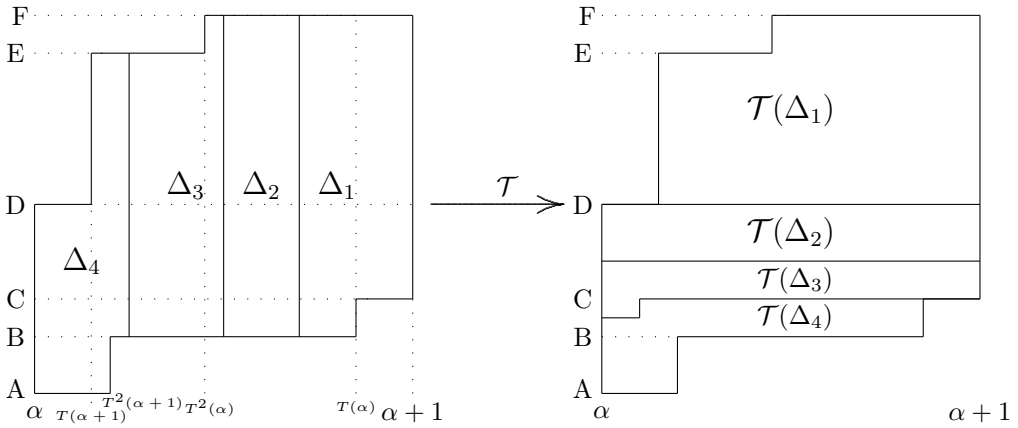 F
E
D
C
B
A
Δ₄
Δ₃
Δ₂
Δ₁
α
T(α + 1)
T²(α + 1)
T²(α)
T(α)
α + 1
𝒯
F
E
D
C
B
A
𝒯(Δ₁)
𝒯(Δ₂)
𝒯(Δ₃)
𝒯(Δ₄)
α
α + 1